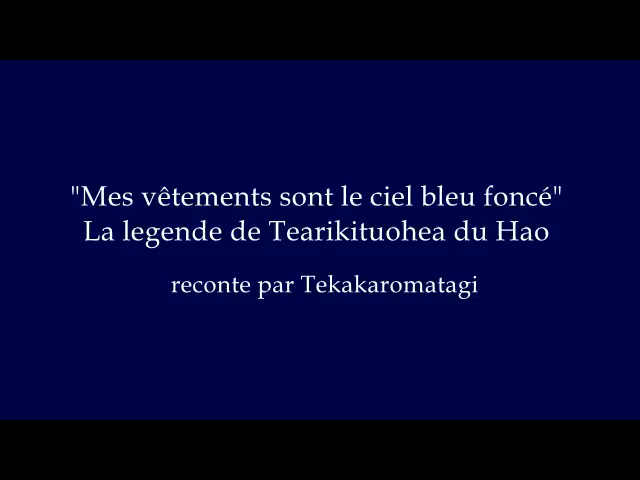 "Mes vêtements sont le ciel bleu foncé"
La legende de Tearikituohea du Hao
reconte par Tekakaromatagi